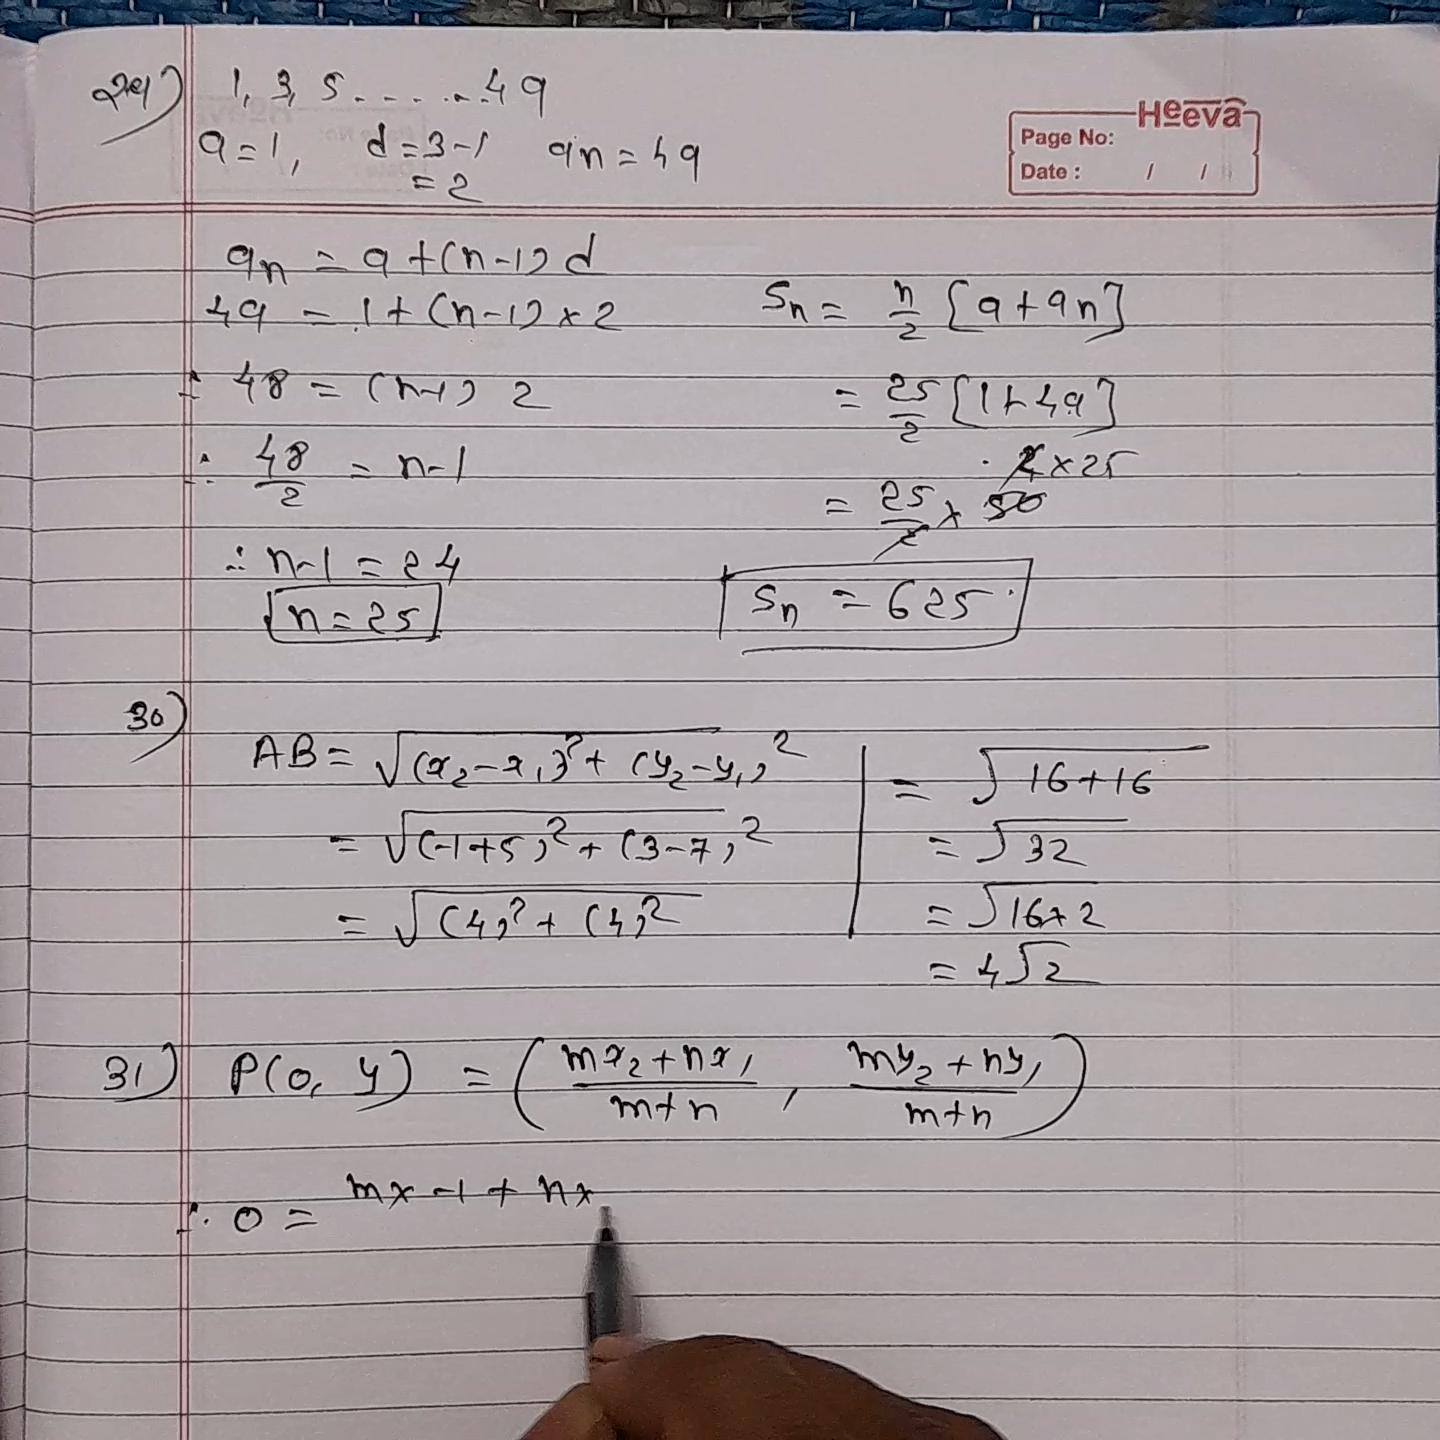 29) 1, 3, 5.......49
a=1, d=3-1 an=49
=2
Heeva
Page No:
Date : / /
an = a+(n-1)d
49 = 1+(n-1)×2
∴ 48 = (n-1) 2
∴ 48/2 = n-1
∴ n-1 = 24
n=25
Sn = n/2 [a+an]
= 25/2 [1+49]
= 25/2 × 50 2×25
Sn = 625
30)
AB = √(x₂-x₁)²+(y₂-y₁)²
= √(-1+5)²+(3-7)²
= √(4)²+(4)²
= √16+16
= √32
= √16×2
= 4√2
31) P(0, y) = (mx₂+nx₁/m+n, my₂+ny₁/m+n)
∴ 0 = mx-1+nx